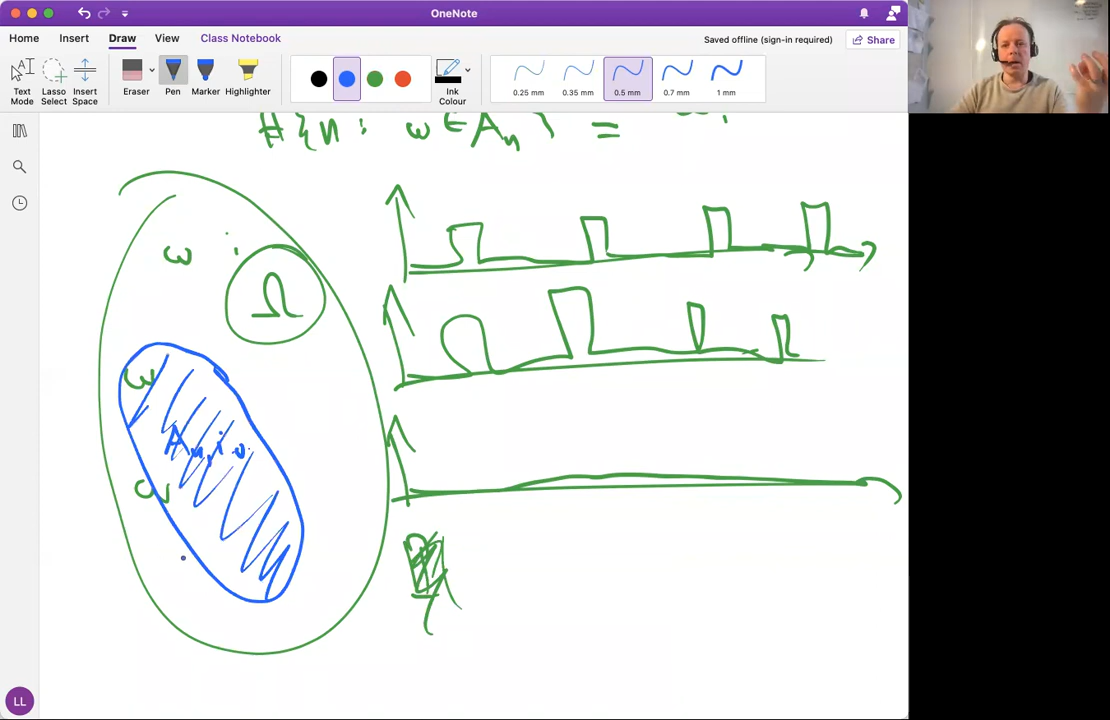 OneNote
Home Insert Draw View Class Notebook Saved offline (sign-in required) Share
Text Mode Lasso Select Insert Space Eraser Pen Marker Highlighter 0.25 mm 0.35 mm 0.5 mm 0.7 mm 1 mm Ink Colour
#{n: ω ∈ A_n} =
ω
Ω
ω
A_n i.o.
ω
LL